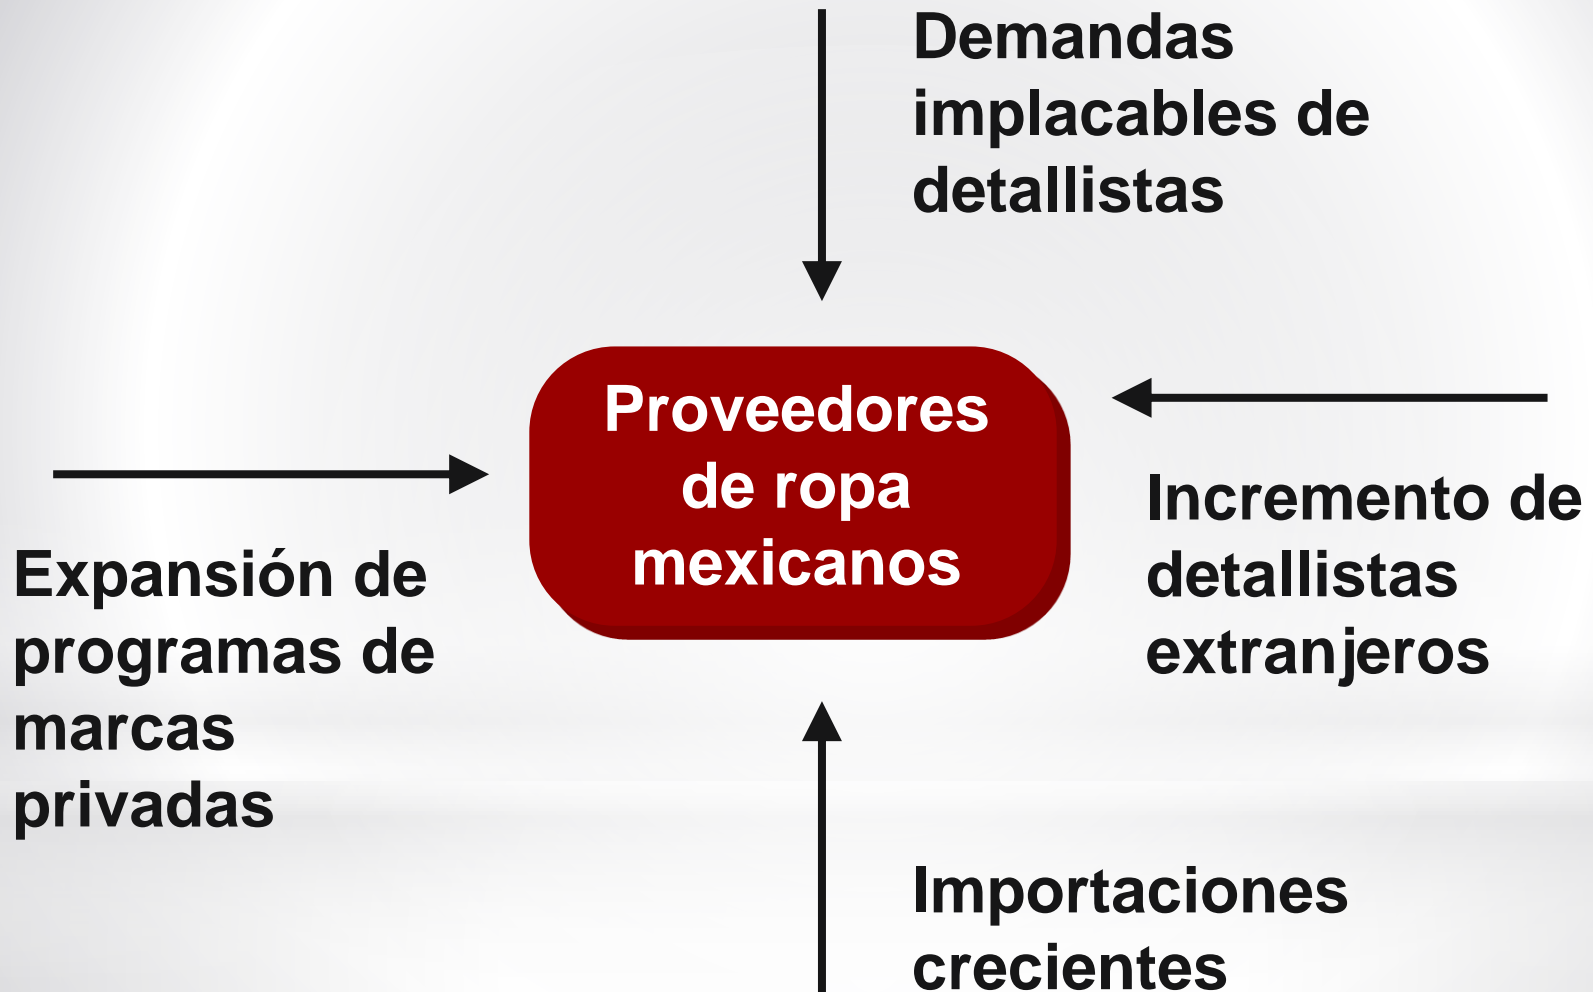 Demandas
implacables de
detallistas
Proveedores
de ropa
mexicanos
Incremento de
detallistas
extranjeros
Expansión de
programas de
marcas
privadas
Importaciones
crecientes